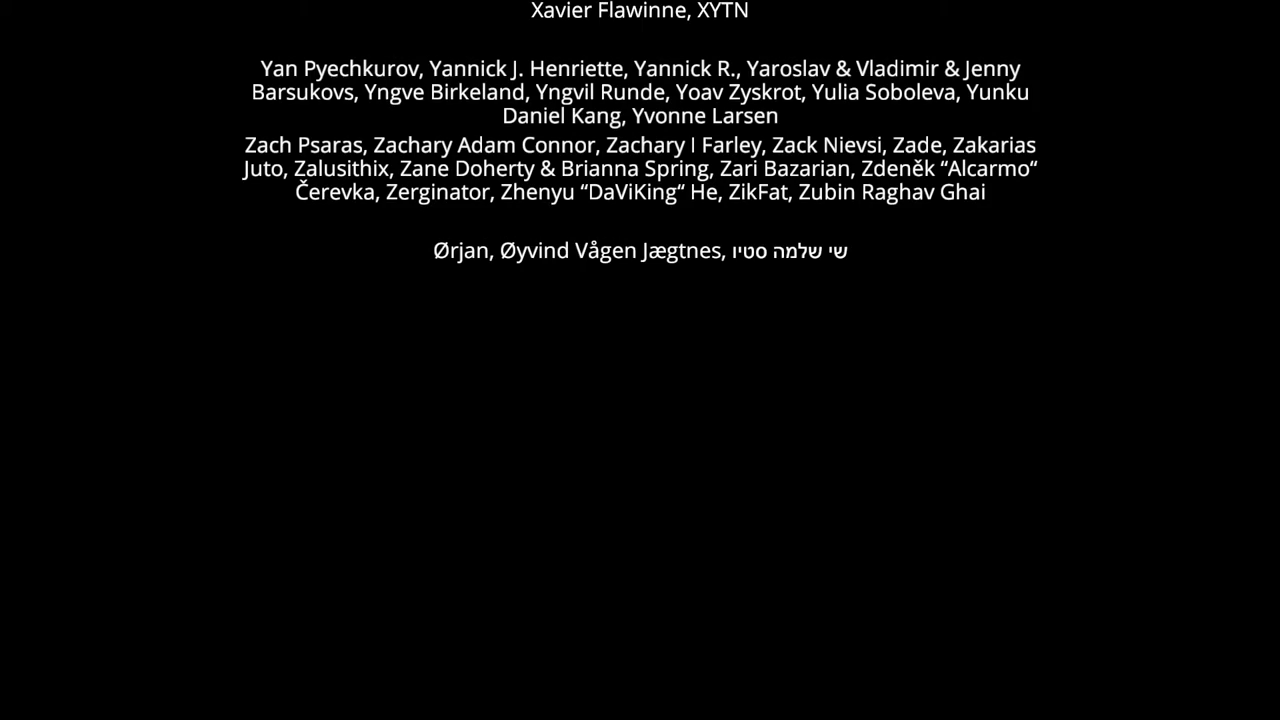 Xavier Flawinne, XYTN
Yan Pyechkurov, Yannick J. Henriette, Yannick R., Yaroslav & Vladimir & Jenny
Barsukovs, Yngve Birkeland, Yngvil Runde, Yoav Zyskrot, Yulia Soboleva, Yunku
Daniel Kang, Yvonne Larsen
Zach Psaras, Zachary Adam Connor, Zachary I Farley, Zack Nievsi, Zade, Zakarias
Juto, Zalusithix, Zane Doherty & Brianna Spring, Zari Bazarian, Zdeněk “Alcarmo“
Čerevka, Zerginator, Zhenyu “DaViKing“ He, ZikFat, Zubin Raghav Ghai
Ørjan, Øyvind Vågen Jægtnes, שי שלמה סטיו